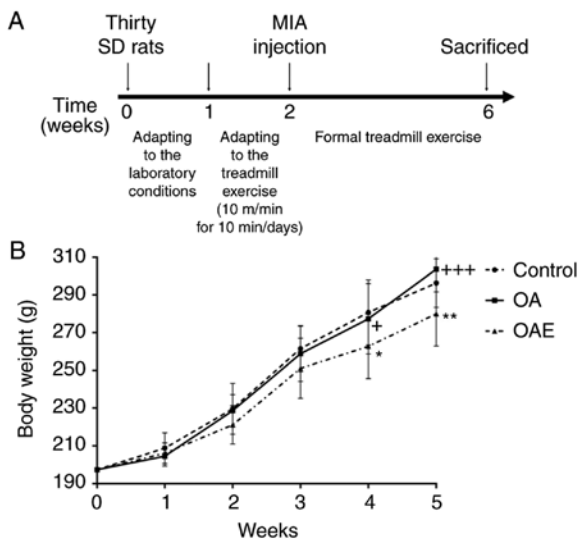 A
Thirty
SD rats
MIA
injection
Sacrificed
Time
(weeks)
0 1 2 6
Adapting
to the
laboratory
conditions
Adapting
to the
treadmill
exercise
(10 m/min
for 10 min/days)
Formal treadmill exercise
B
Body weight (g)
310
290
270
250
230
210
190
0 1 2 3 4 5
Weeks
+
*
+++
**
Control
OA
OAE